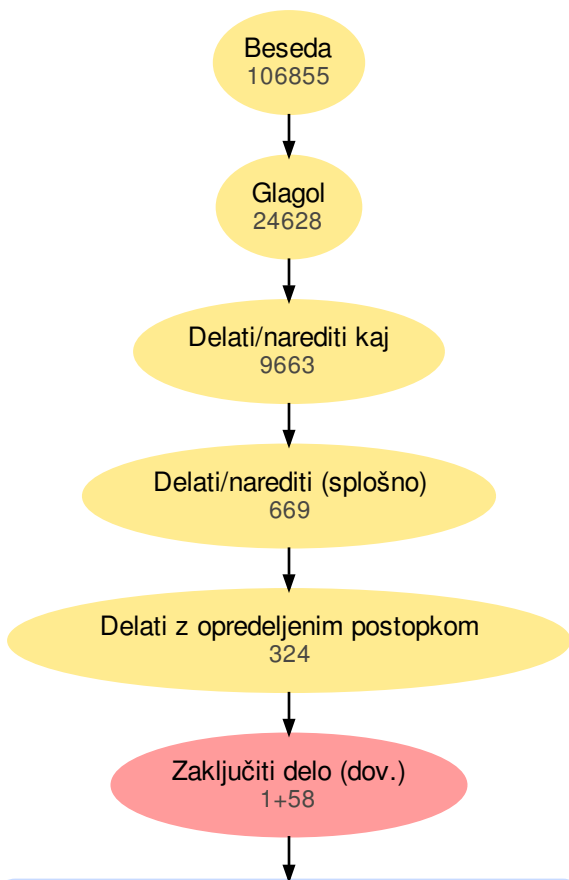 Beseda
106855
Glagol
24628
Delati/narediti kaj
9663
Delati/narediti (splošno)
669
Delati z opredeljenim postopkom
324
Zaključiti delo (dov.)
1+58